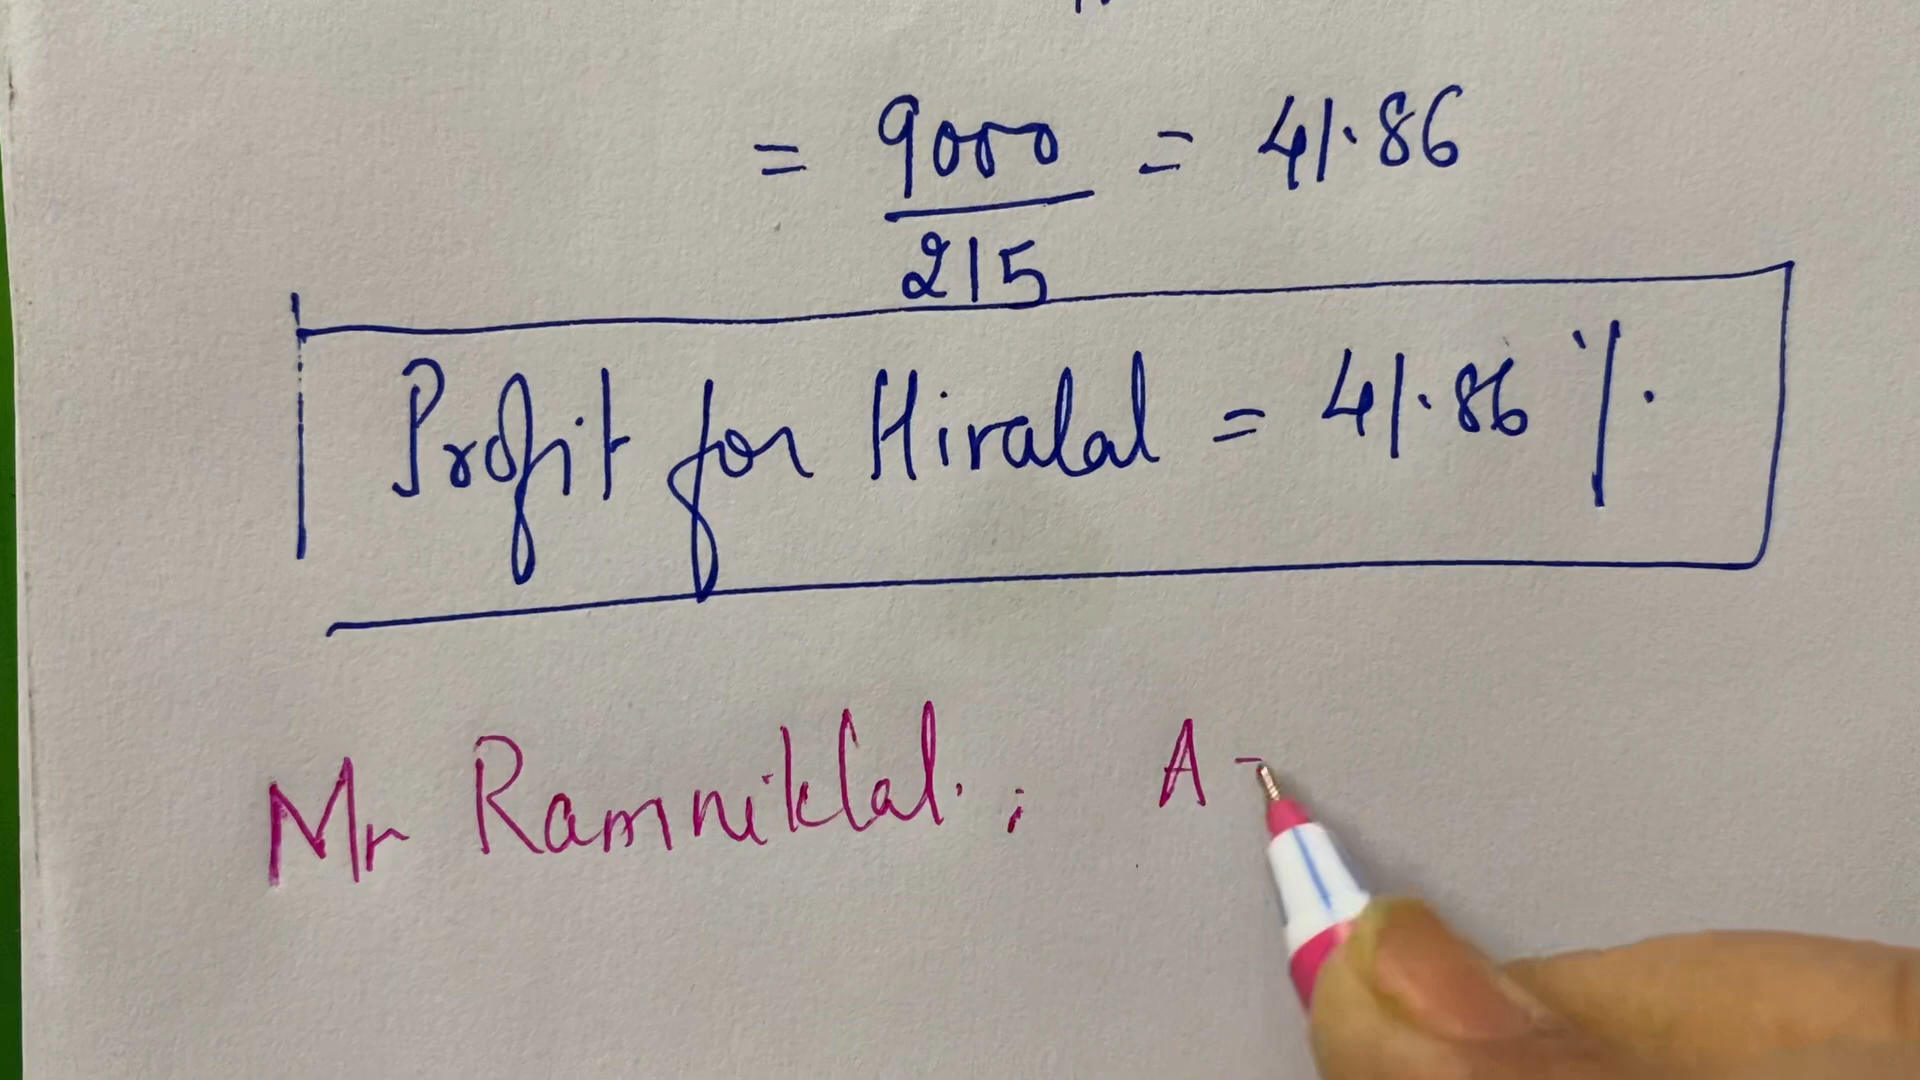 = 9000 = 41.86
215
Profit for Hiralal = 41.86 %
Mr Ramniklal. ; A -